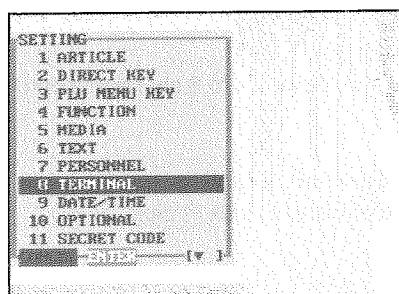 SETTING
1 ARTICLE
2 DIRECT KEY
3 PLU MENU KEY
4 FUNCTION
5 MEDIA
6 TEXT
7 PERSONNEL
8 TERMINAL
9 DATE/TIME
10 OPTIONAL
11 SECRET CODE
ENTER [▼ ]